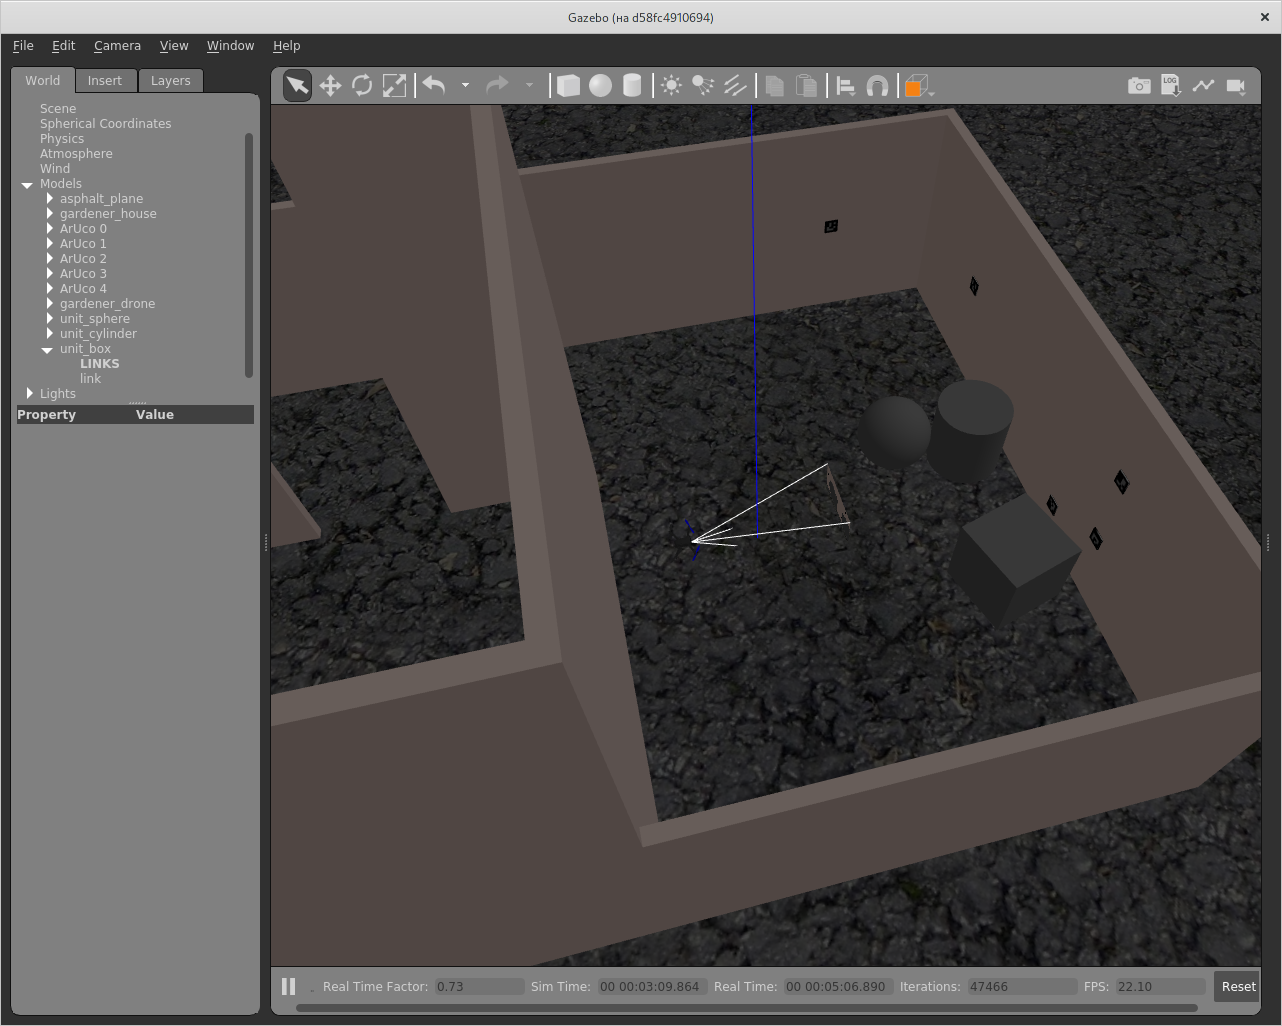 Gazebo (на d58fc4910694)
File Edit Camera View Window Help
World Insert Layers
LOG
Scene
Spherical Coordinates
Physics
Atmosphere
Wind
Models
asphalt_plane
gardener_house
ArUco 0
ArUco 1
ArUco 2
ArUco 3
ArUco 4
gardener_drone
unit_sphere
unit_cylinder
unit_box
LINKS
link
Lights
Property Value
Real Time Factor: 0.73 Sim Time: 00 00:03:09.864 Real Time: 00 00:05:06.890 Iterations: 47466 FPS: 22.10 Reset